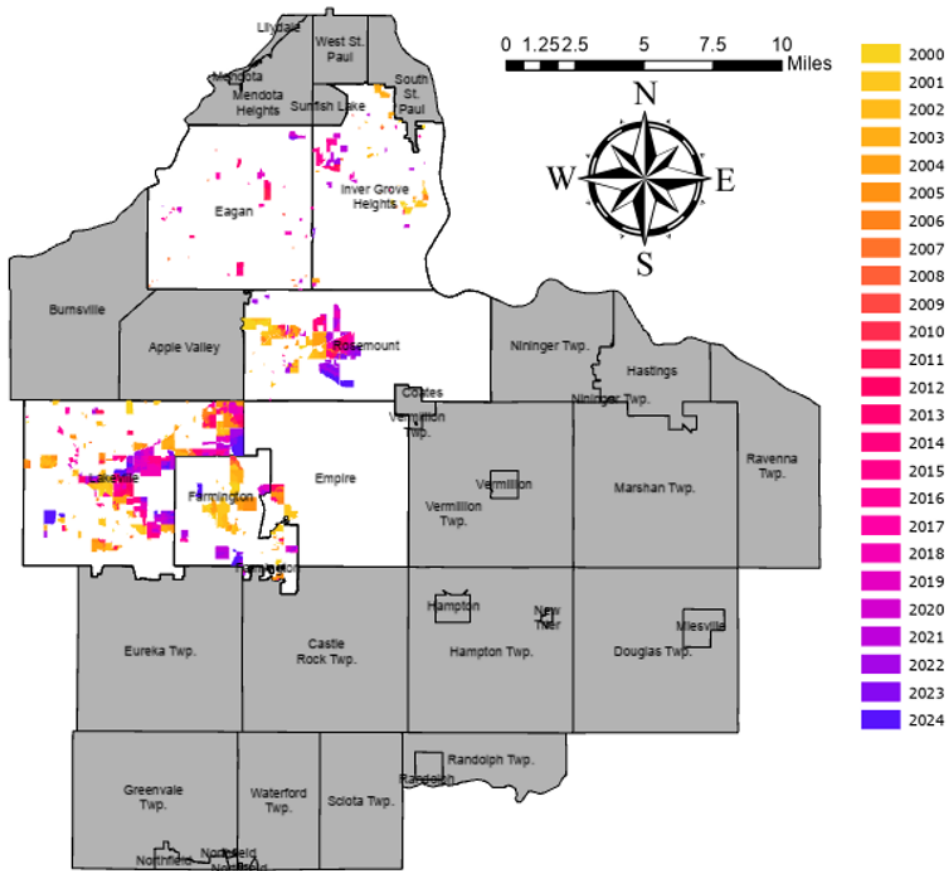 Lilydale
West St.
Paul
Mendota
Mendota
Heights
Sunfish Lake
South
St.
Paul
0 1.25 2.5 5 7.5 10
Miles
N
W E
S
Eagan
Inver Grove
Heights
Burnsville
Apple Valley
Rosemount
Nininger Twp.
Hastings
Nininger Twp.
Coates
Vermillion
Twp.
Ravenna
Twp.
Lakeville
Farmington
Empire
Vermillion
Vermillion
Twp.
Marshan Twp.
Farmington
Eureka Twp.
Castle
Rock Twp.
Hampton
Hampton Twp.
New
Trier
Douglas Twp.
Miesville
Greenvale
Twp.
Waterford
Twp.
Sciota Twp.
Randolph Twp.
Randolph
Northfield
Northfield
Northfield
2000
2001
2002
2003
2004
2005
2006
2007
2008
2009
2010
2011
2012
2013
2014
2015
2016
2017
2018
2019
2020
2021
2022
2023
2024